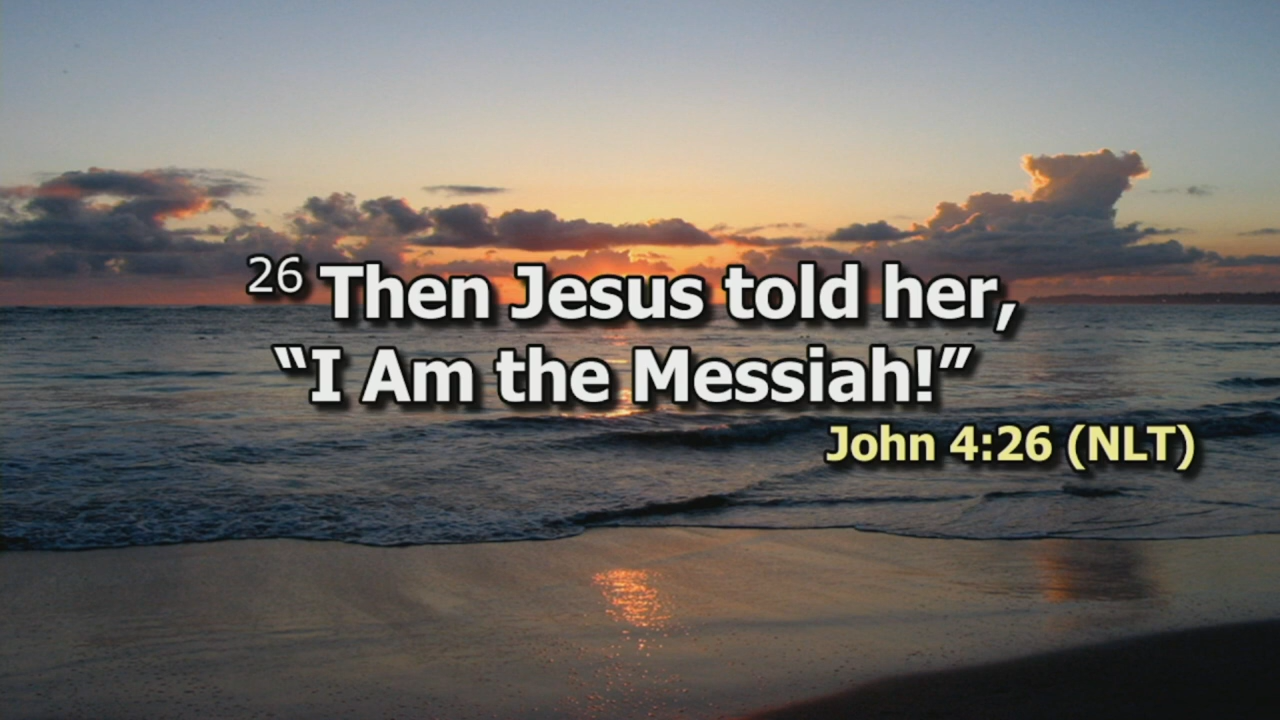 26 Then Jesus told her,
“I Am the Messiah!”
John 4:26 (NLT)